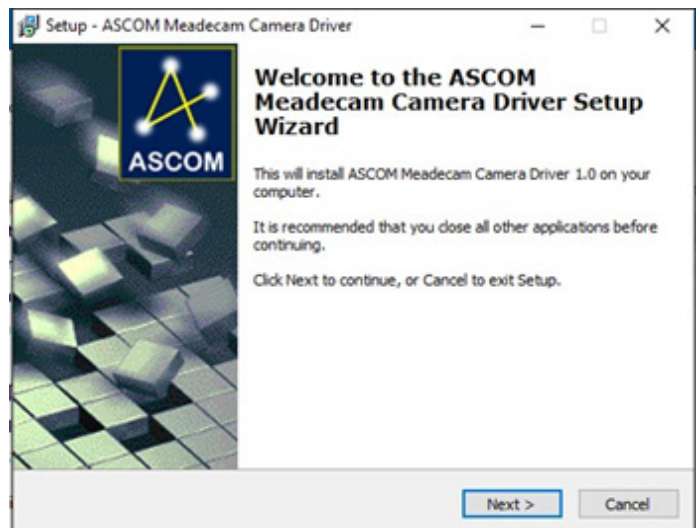 Setup - ASCOM Meadecam Camera Driver
ASCOM
Welcome to the ASCOM
Meadecam Camera Driver Setup
Wizard
This will install ASCOM Meadecam Camera Driver 1.0 on your
computer.
It is recommended that you close all other applications before
continuing.
Click Next to continue, or Cancel to exit Setup.
Next >
Cancel